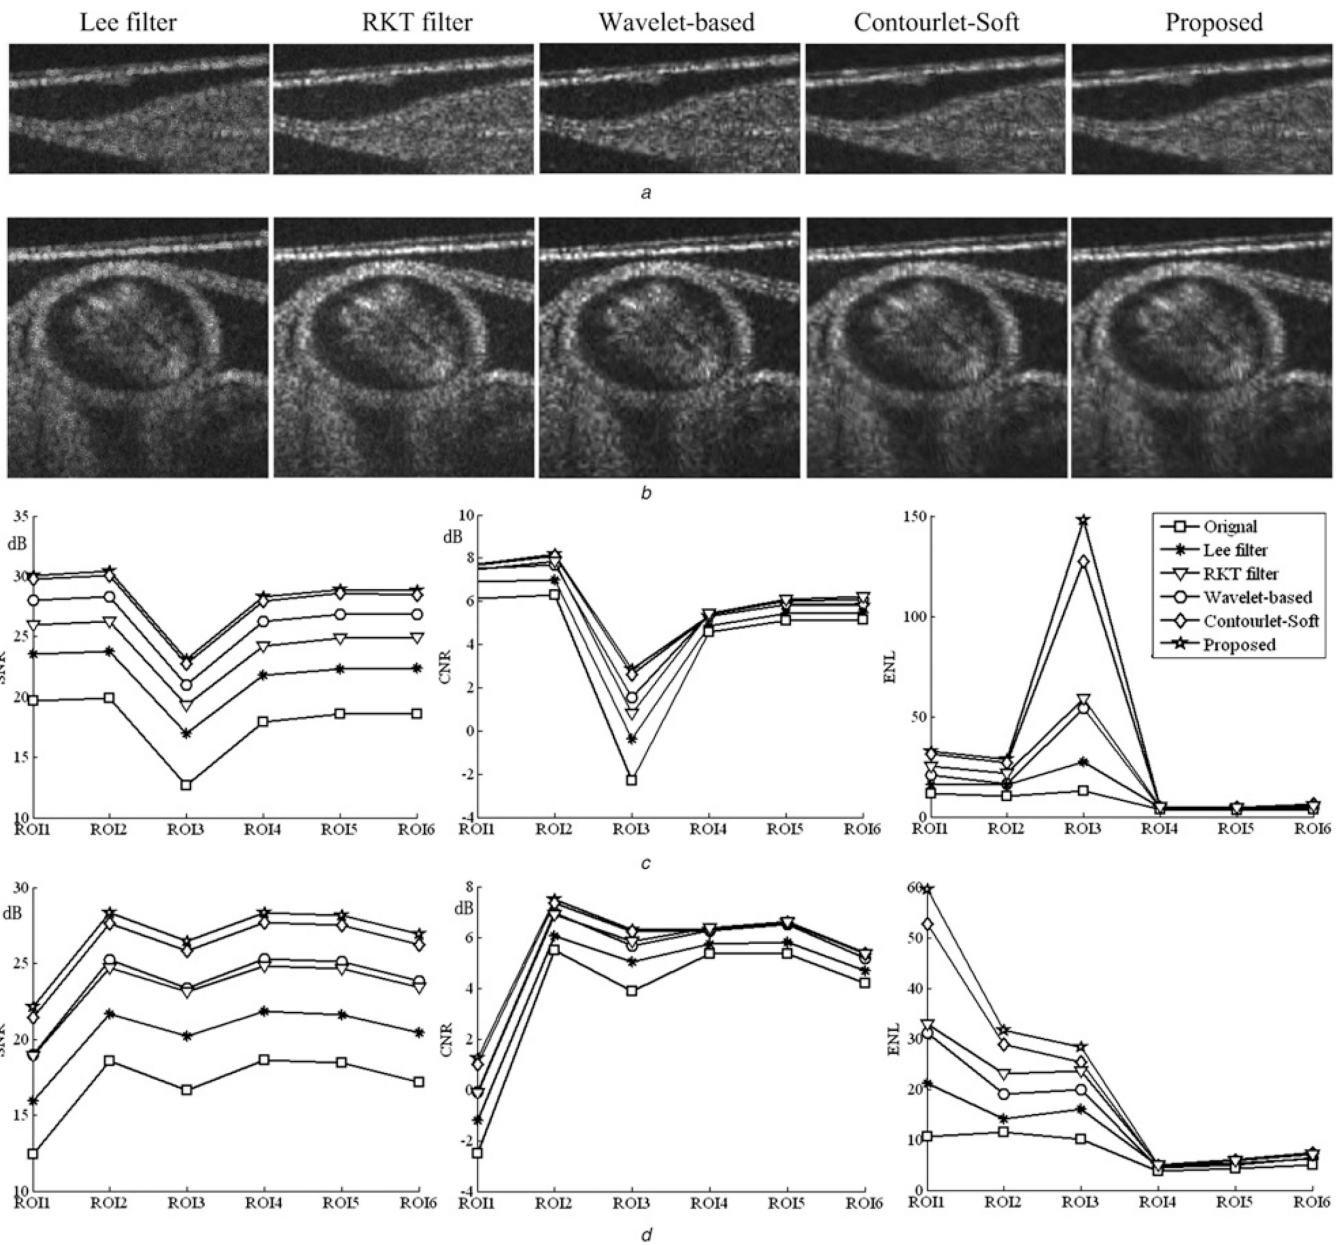 Lee filter RKT filter Wavelet-based Contourlet-Soft Proposed
a
b
35
dB
30
25
SNR
20
15
10
ROI1 ROI2 ROI3 ROI4 ROI5 ROI6
10
dB
8
6
4
2
CNR
0
-2
-4
ROI1 ROI2 ROI3 ROI4 ROI5 ROI6
150
100
ENL
50
0
ROI1 ROI2 ROI3 ROI4 ROI5 ROI6
Orignal
Lee filter
RKT filter
Wavelet-based
Contourlet-Soft
Proposed
c
30
dB
25
20
SNR
15
10
ROI1 ROI2 ROI3 ROI4 ROI5 ROI6
8
dB
6
4
2
CNR
0
-2
-4
ROI1 ROI2 ROI3 ROI4 ROI5 ROI6
60
50
40
30
ENL
20
10
0
ROI1 ROI2 ROI3 ROI4 ROI5 ROI6
d